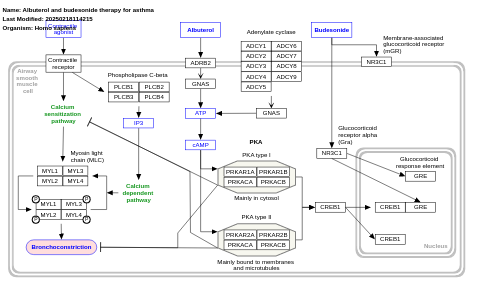 Name: Albuterol and budesonide therapy for asthma
Last Modified: 20250218114215
Organism: Homo sapiens
Contractile
agonist
Albuterol
Adenylate cyclase
Budesonide
Membrane-associated
glucocorticoid receptor
(mGR)
Airway
smooth
muscle
cell
Contractile
receptor
ADRB2
ADCY1 ADCY6
ADCY2 ADCY7
ADCY3 ADCY8
ADCY4 ADCY9
ADCY5
NR3C1
Phospholipase C-beta
PLCB1 PLCB2
PLCB3 PLCB4
GNAS
Calcium
sensitization
pathway
IP3
ATP
GNAS
cAMP
PKA
PKA type I
Glucocorticoid
receptor alpha
(Gra)
NR3C1
Glucocorticoid
response element
GRE
Myosin light
chain (MLC)
MYL1 MYL3
MYL2 MYL4
PRKAR1A PRKAR1B
PRKACA PRKACB
Mainly in cytosol
Calcium
dependent
pathway
P P
MYL1 MYL3
MYL2 MYL4
P P
CREB1
CREB1 GRE
PKA type II
PRKAR2A PRKAR2B
PRKACA PRKACB
CREB1
Nucleus
Bronchoconstriction
Mainly bound to membranes
and microtubules